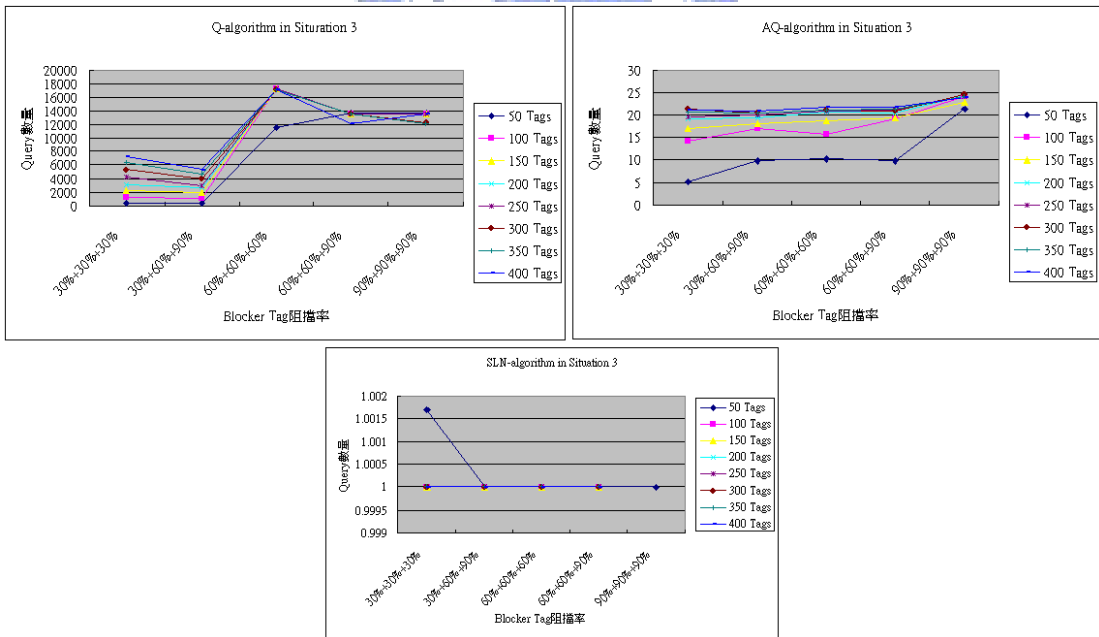 Q-algorithm in Situration 3
20000
18000
16000
14000
12000
10000
8000
6000
4000
2000
0
Query數量
30%+30%+30%
30%+60%+90%
60%+60%+60%
60%+60%+90%
90%+90%+90%
Blocker Tag阻擋率
50 Tags
100 Tags
150 Tags
200 Tags
250 Tags
300 Tags
350 Tags
400 Tags
AQ-algorithm in Situation 3
30
25
20
15
10
5
0
Query數量
30%+30%+30%
30%+60%+90%
60%+60%+60%
60%+60%+90%
90%+90%+90%
Blocker Tag阻擋率
50 Tags
100 Tags
150 Tags
200 Tags
250 Tags
300 Tags
350 Tags
400 Tags
SLN-algorithm in Situation 3
1.002
1.0015
1.001
1.0005
1
0.9995
0.999
Query數量
30%+30%+30%
30%+60%+90%
60%+60%+60%
60%+60%+90%
90%+90%+90%
Blocker Tag阻擋率
50 Tags
100 Tags
150 Tags
200 Tags
250 Tags
300 Tags
350 Tags
400 Tags